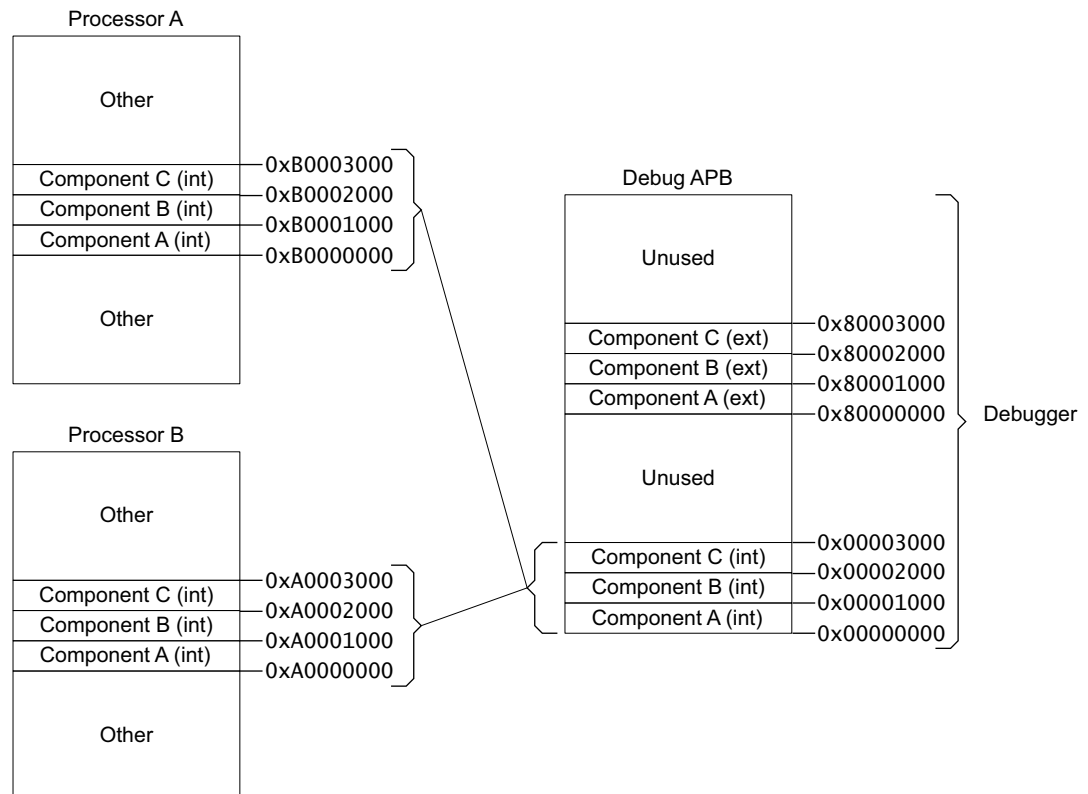 Processor A
Other
0xB0003000
Component C (int)
0xB0002000
Component B (int)
0xB0001000
Component A (int)
0xB0000000
Other
Processor B
Other
0xA0003000
Component C (int)
0xA0002000
Component B (int)
0xA0001000
Component A (int)
0xA0000000
Other
Debug APB
Unused
0x80003000
Component C (ext)
0x80002000
Component B (ext)
0x80001000
Component A (ext)
0x80000000
Unused
0x00003000
Component C (int)
0x00002000
Component B (int)
0x00001000
Component A (int)
0x00000000
Debugger